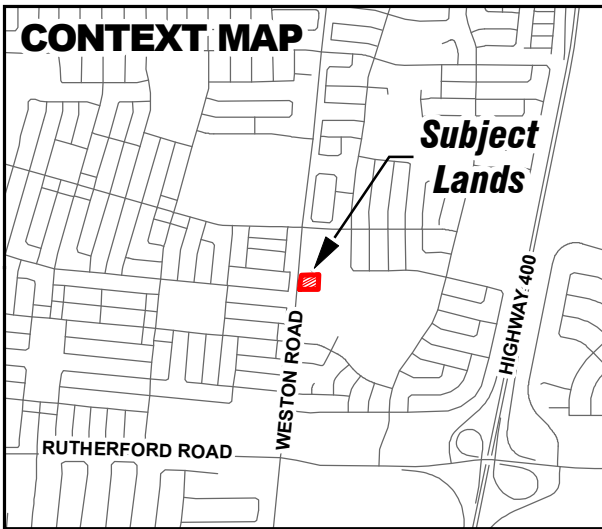 CONTEXT MAP
Subject
Lands
HIGHWAY 400
WESTON ROAD
RUTHERFORD ROAD